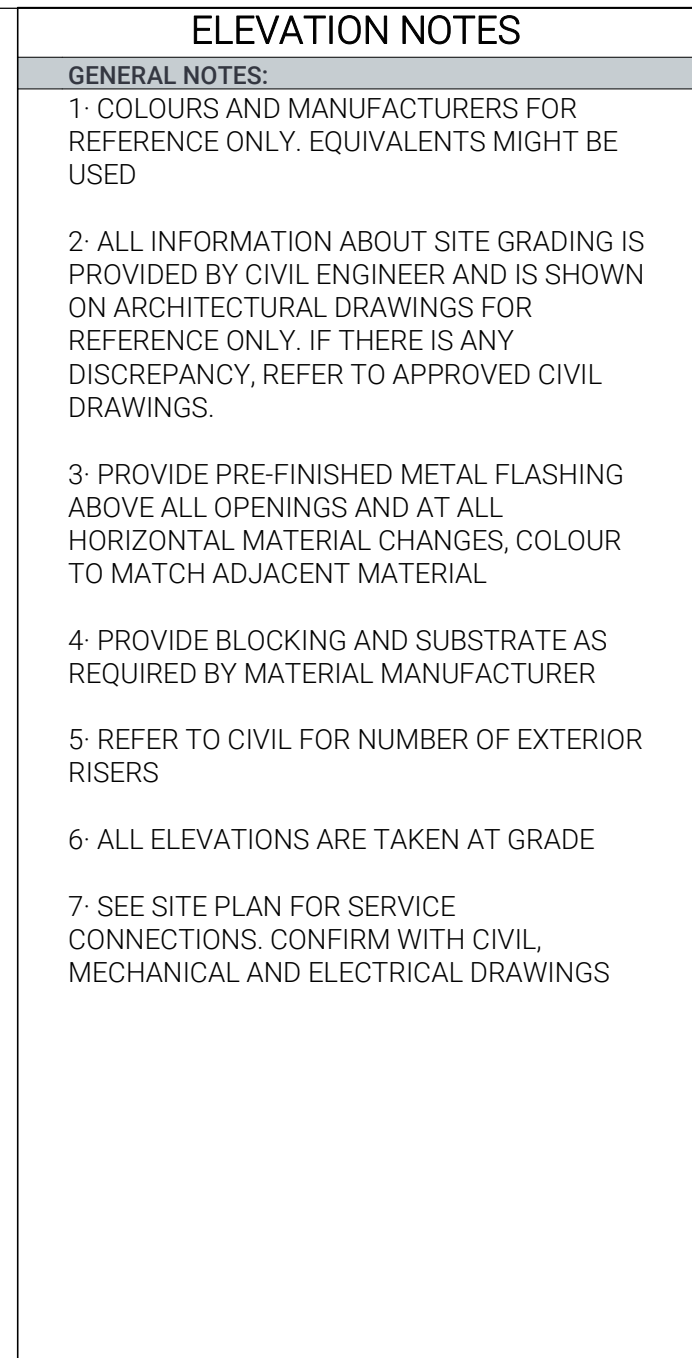 ELEVATION NOTES
GENERAL NOTES:
1· COLOURS AND MANUFACTURERS FOR
REFERENCE ONLY. EQUIVALENTS MIGHT BE
USED
2· ALL INFORMATION ABOUT SITE GRADING IS
PROVIDED BY CIVIL ENGINEER AND IS SHOWN
ON ARCHITECTURAL DRAWINGS FOR
REFERENCE ONLY. IF THERE IS ANY
DISCREPANCY, REFER TO APPROVED CIVIL
DRAWINGS.
3· PROVIDE PRE-FINISHED METAL FLASHING
ABOVE ALL OPENINGS AND AT ALL
HORIZONTAL MATERIAL CHANGES, COLOUR
TO MATCH ADJACENT MATERIAL
4· PROVIDE BLOCKING AND SUBSTRATE AS
REQUIRED BY MATERIAL MANUFACTURER
5· REFER TO CIVIL FOR NUMBER OF EXTERIOR
RISERS
6· ALL ELEVATIONS ARE TAKEN AT GRADE
7· SEE SITE PLAN FOR SERVICE
CONNECTIONS. CONFIRM WITH CIVIL,
MECHANICAL AND ELECTRICAL DRAWINGS